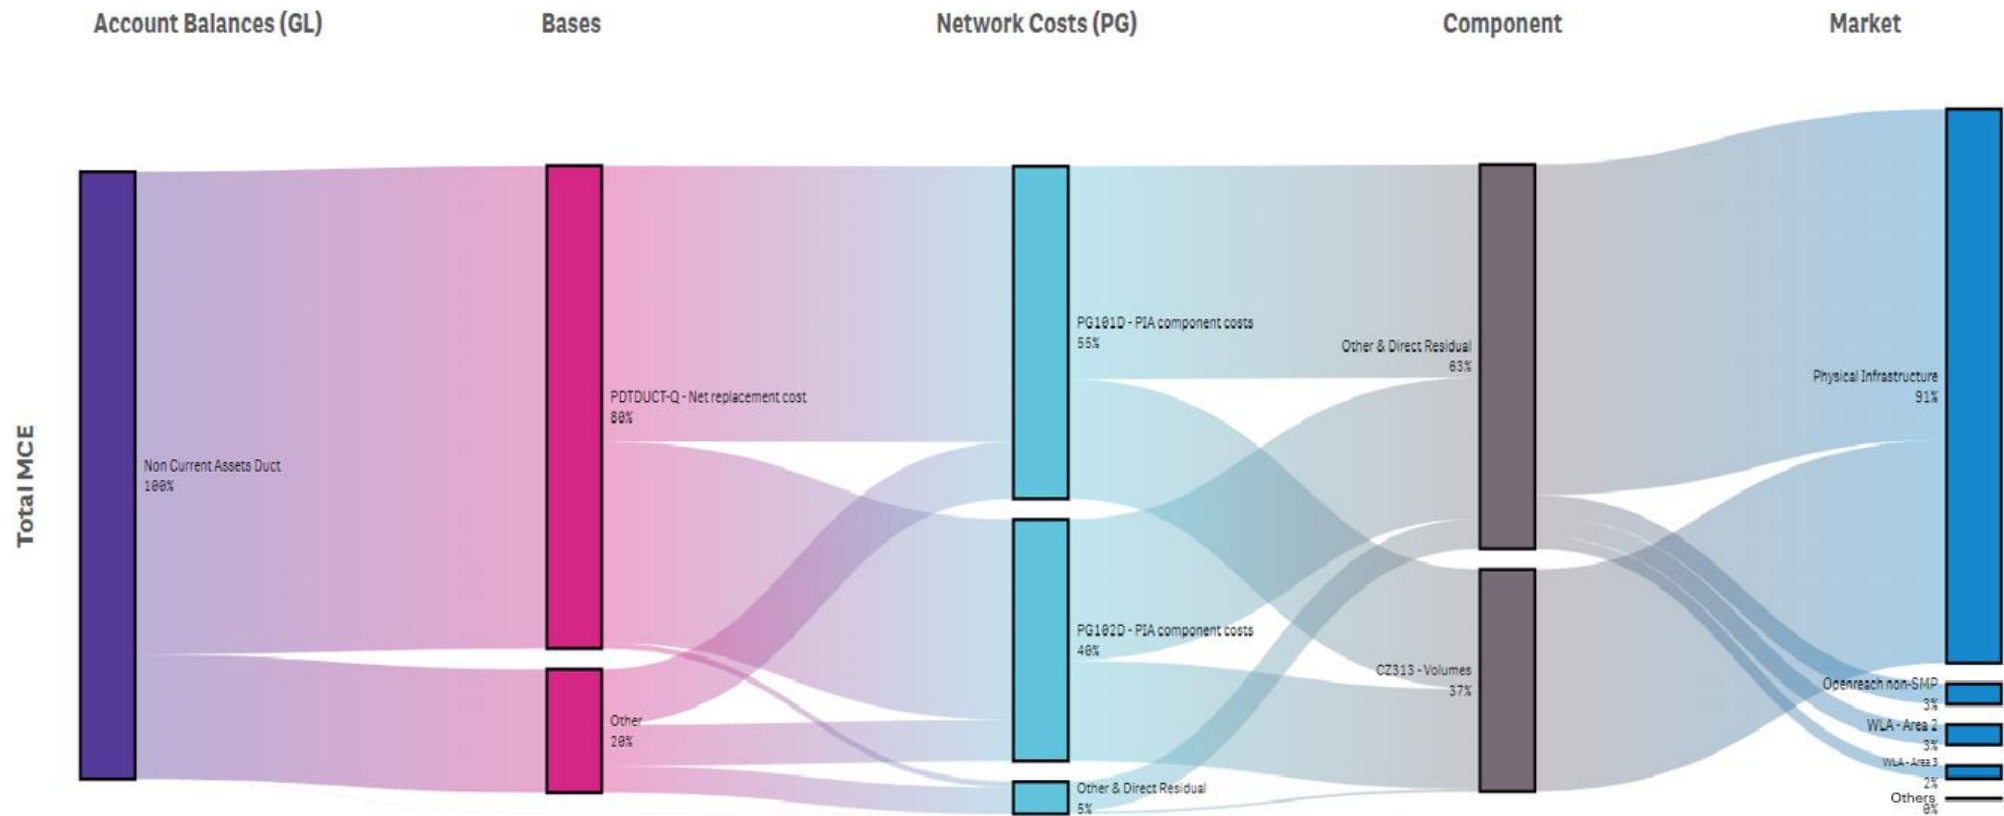 Account Balances (GL)
Bases
Network Costs (PG)
Component
Market
Total MCE
Non Current Assets Duct
100%
PDTDUCT-Q - Net replacement cost
80%
Other
20%
PG101D - PIA component costs
55%
PG102D - PIA component costs
40%
Other & Direct Residual
5%
Other & Direct Residual
63%
CZ313 - Volumes
37%
Physical Infrastructure
91%
Openreach non-SMP
3%
WLA - Area 2
3%
WLA - Area 3
2%
Others
0%